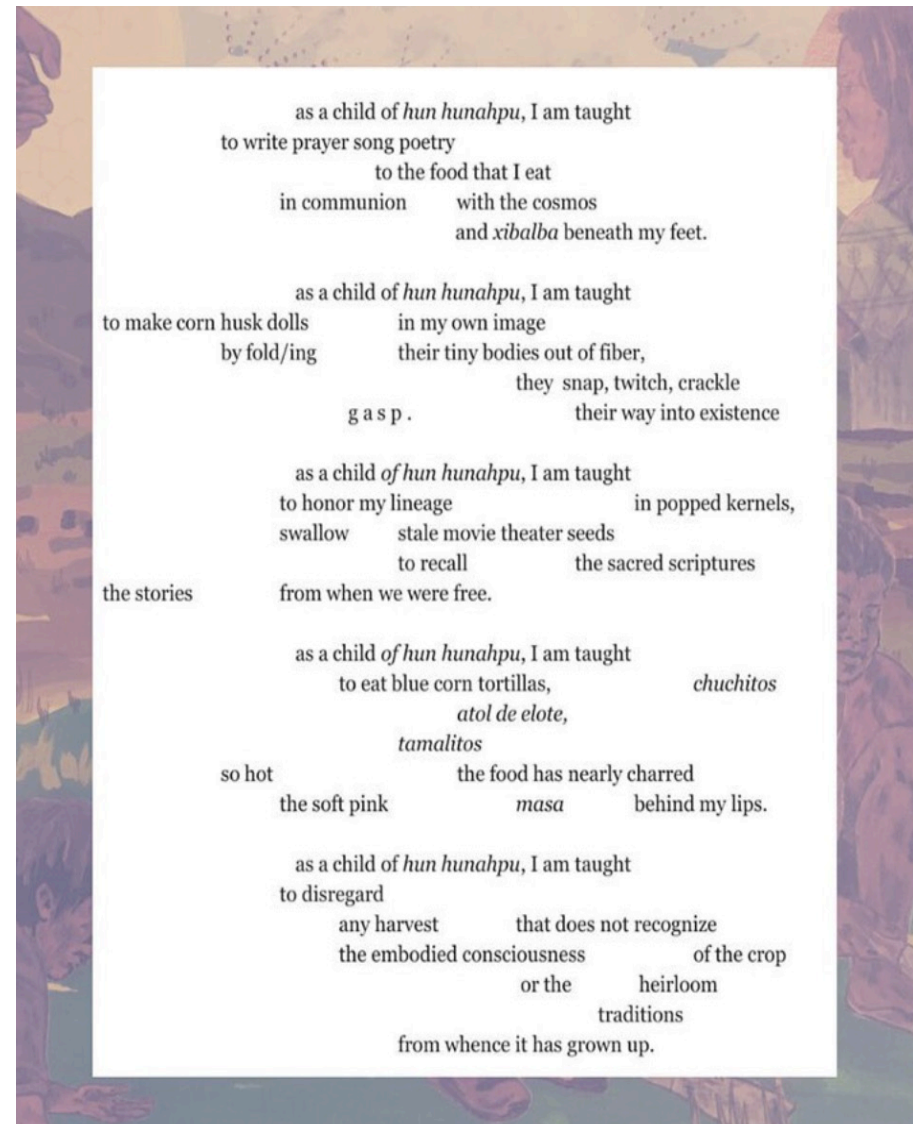 as a child of hun hunahpu, I am taught
to write prayer song poetry
to the food that I eat
in communion with the cosmos
and xibalba beneath my feet.
as a child of hun hunahpu, I am taught
to make corn husk dolls in my own image
by fold/ing their tiny bodies out of fiber,
they snap, twitch, crackle
g a s p . their way into existence
as a child of hun hunahpu, I am taught
to honor my lineage in popped kernels,
swallow stale movie theater seeds
to recall the sacred scriptures
the stories from when we were free.
as a child of hun hunahpu, I am taught
to eat blue corn tortillas, chuchitos
atol de elote,
tamalitos
so hot the food has nearly charred
the soft pink masa behind my lips.
as a child of hun hunahpu, I am taught
to disregard
any harvest that does not recognize
the embodied consciousness of the crop
or the heirloom
traditions
from whence it has grown up.